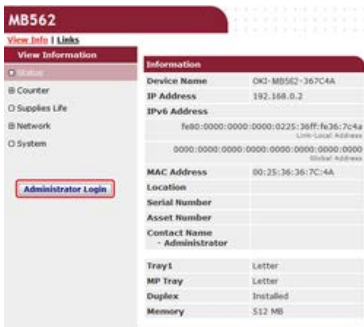 MB562
View Info | Links
View Information
Status
Counter
Supplies Life
Network
System
Administrator Login
Information
Device Name OKI-MB562-367C4A
IP Address 192.168.0.2
IPv6 Address
fe80:0000:0000:0000:0225:36ff:fe36:7c4a
Link-Local Address
0000:0000:0000:0000:0000:0000:0000:0000
Global Address
MAC Address 00:25:36:36:7C:4A
Location
Serial Number
Asset Number
Contact Name
- Administrator
Tray1 Letter
MP Tray Letter
Duplex Installed
Memory 512 MB